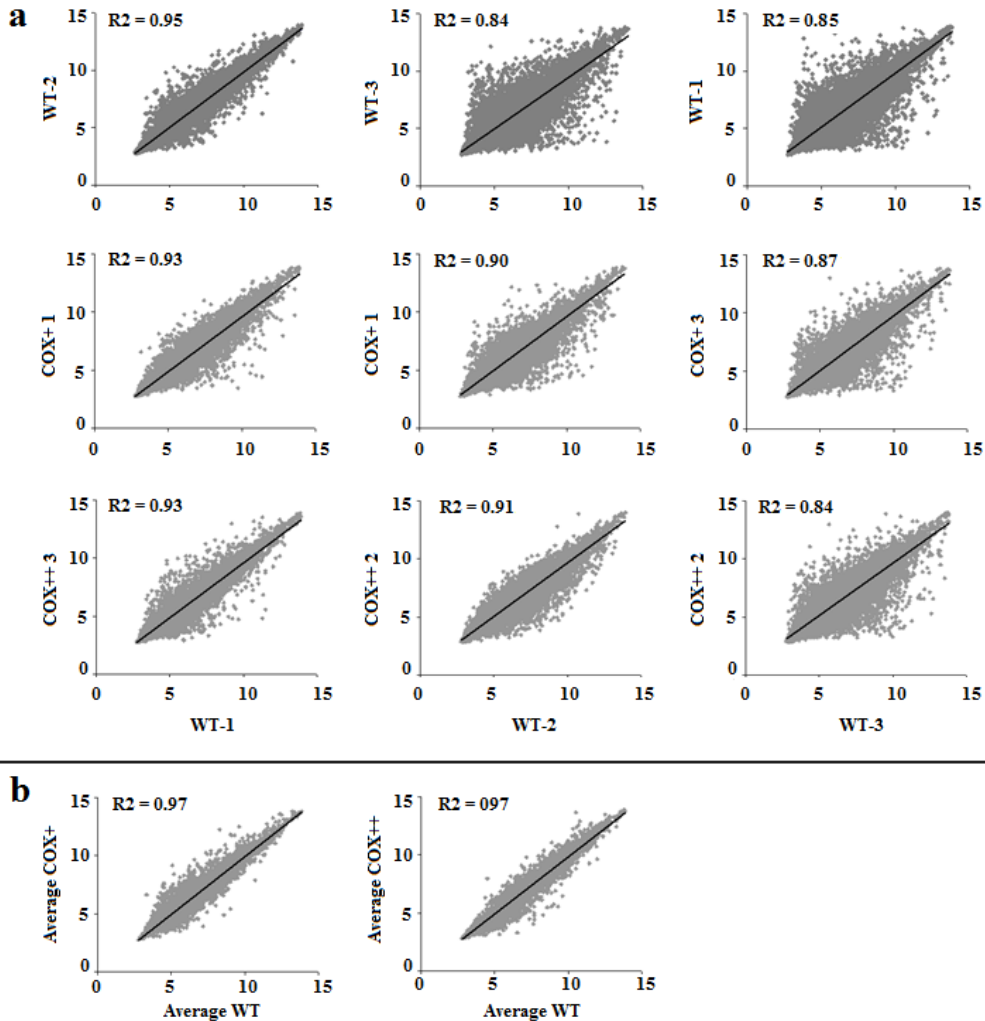 a
R2 = 0.95
WT-2
15
10
5
0
0 5 10 15
R2 = 0.84
WT-3
15
10
5
0
0 5 10 15
R2 = 0.85
WT-1
15
10
5
0
0 5 10 15
R2 = 0.93
COX+ 1
15
10
5
0
0 5 10 15
R2 = 0.90
COX+ 1
15
10
5
0
0 5 10 15
R2 = 0.87
COX+ 3
15
10
5
0
0 5 10 15
R2 = 0.93
COX++ 3
15
10
5
0
0 5 10 15
WT-1
R2 = 0.91
COX++ 2
15
10
5
0
0 5 10 15
WT-2
R2 = 0.84
COX++ 2
15
10
5
0
0 5 10 15
WT-3
b
R2 = 0.97
Average COX+
15
10
5
0
0 5 10 15
Average WT
R2 = 097
Average COX++
15
10
5
0
0 5 10 15
Average WT